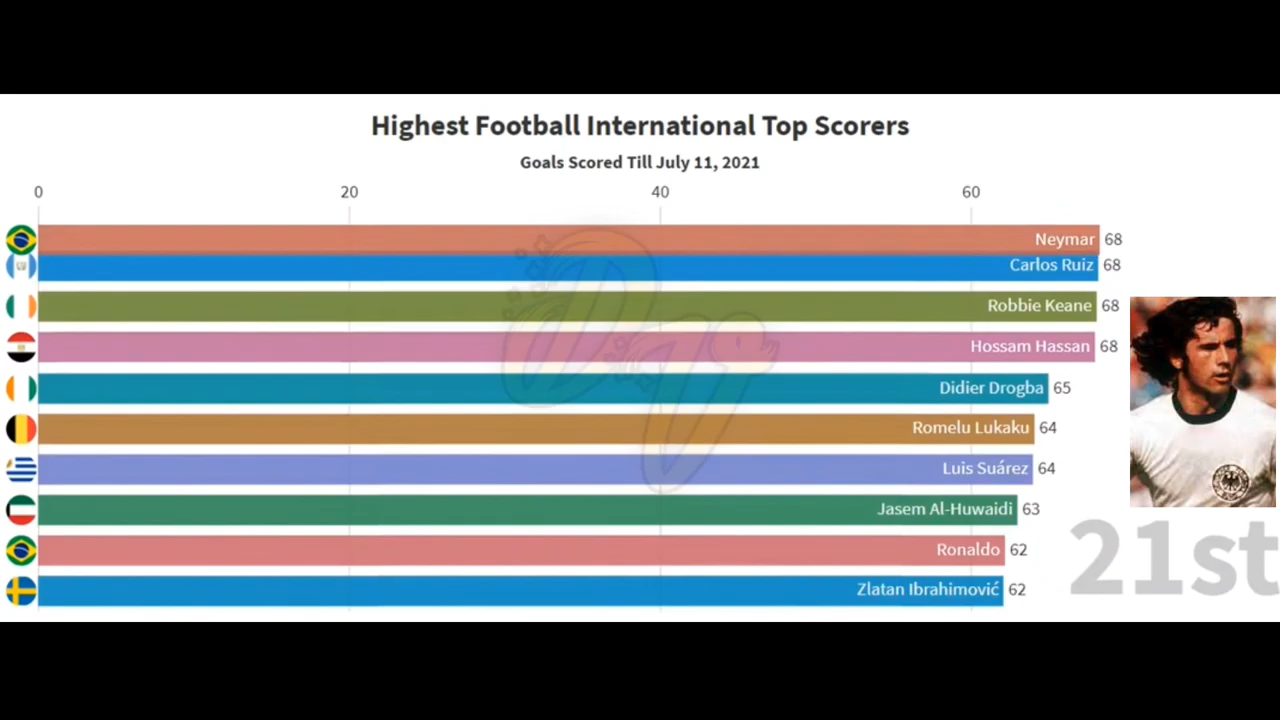 Highest Football International Top Scorers
Goals Scored Till July 11, 2021
0 20 40 60
Neymar 68
Carlos Ruiz 68
Robbie Keane 68
Hossam Hassan 68
Didier Drogba 65
Romelu Lukaku 64
Luis Suárez 64
Jasem Al-Huwaidi 63
Ronaldo 62
21st
Zlatan Ibrahimović 62